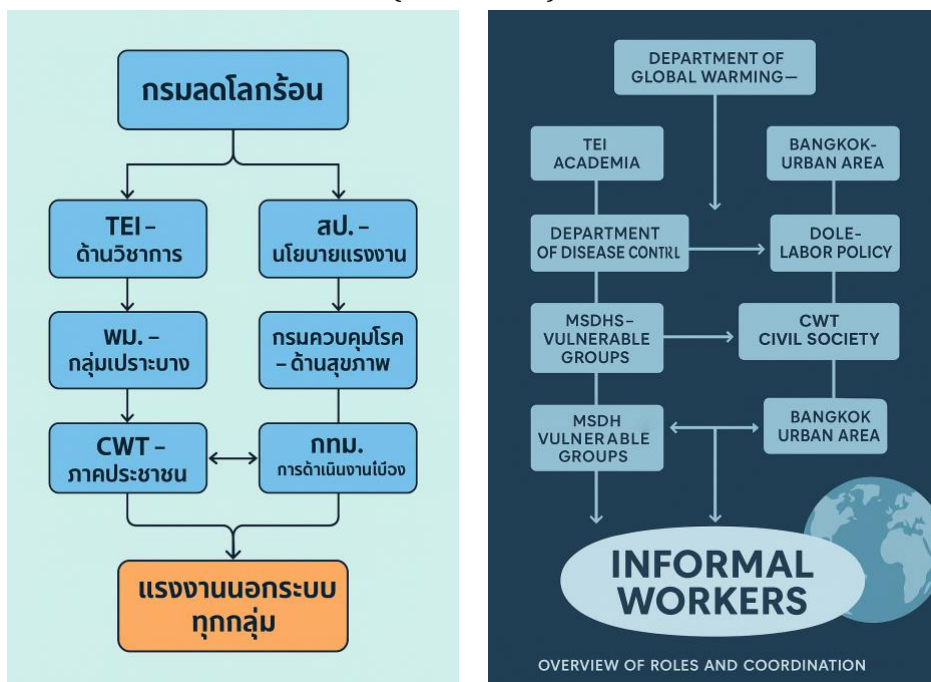 กรมลดโลกร้อน
TEI –
ด้านวิชาการ
สป. –
นโยบายแรงงาน
พม. –
กลุ่มเปราะบาง
กรมควบคุมโรค
– ด้านสุขภาพ
CWT –
ภาคประชาชน
กทม.
แรงงานนอกระบบ
ทุกกลุ่ม
DEPARTMENT OF
GLOBAL WARMING—
TEI
ACADEMIA
BANGKOK-
URBAN AREA
DEPARTMENT
OF DISEASE CONTRL
DOLE-
LABOR POLICY
MSDHS–
VULNERABLE
GROUPS
CWT
CIVIL SOCIETY
MSDH
VULNERABLE
GROUPS
BANGKOK
URBAN AREA
INFORMAL
WORKERS
OVERVIEW OF ROLES AND COORDINATION